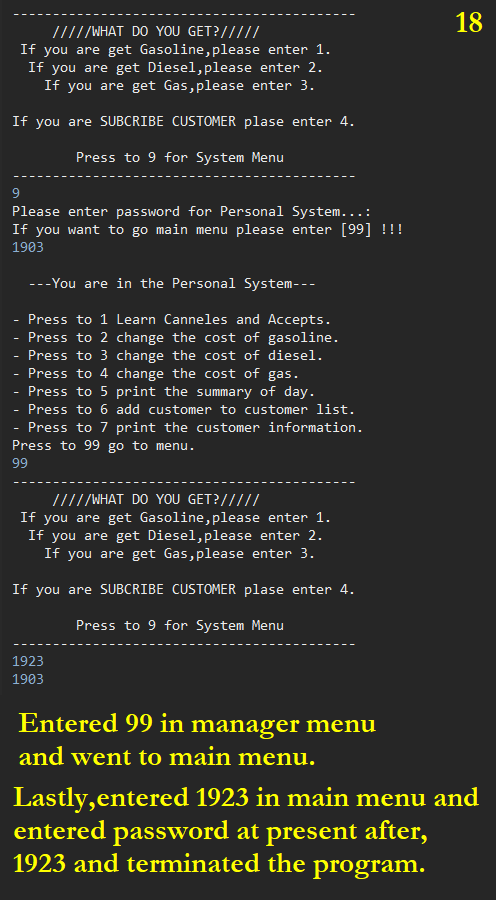 18
-------------------------------------------
/////WHAT DO YOU GET?/////
If you are get Gasoline,please enter 1.
If you are get Diesel,please enter 2.
If you are get Gas,please enter 3.
If you are SUBCRIBE CUSTOMER plase enter 4.
Press to 9 for System Menu
-------------------------------------------
9
Please enter password for Personal System...:
If you want to go main menu please enter [99] !!!
1903
---You are in the Personal System---
- Press to 1 Learn Canneles and Accepts.
- Press to 2 change the cost of gasoline.
- Press to 3 change the cost of diesel.
- Press to 4 change the cost of gas.
- Press to 5 print the summary of day.
- Press to 6 add customer to customer list.
- Press to 7 print the customer information.
Press to 99 go to menu.
99
-------------------------------------------
/////WHAT DO YOU GET?/////
If you are get Gasoline,please enter 1.
If you are get Diesel,please enter 2.
If you are get Gas,please enter 3.
If you are SUBCRIBE CUSTOMER plase enter 4.
Press to 9 for System Menu
-------------------------------------------
1923
1903
Entered 99 in manager menu
and went to main menu.
Lastly,entered 1923 in main menu and
entered password at present after,
1923 and terminated the program.